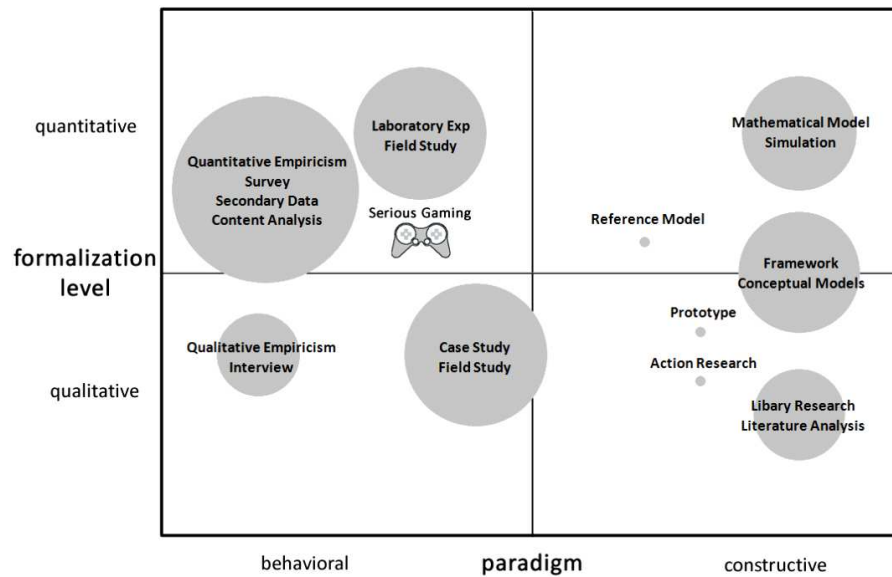 quantitative
Laboratory Exp
Field Study
Mathematical Model
Simulation
Quantitative Empiricism
Survey
Secondary Data
Content Analysis
Serious Gaming
Reference Model
formalization
level
Framework
Conceptual Models
Prototype
Qualitative Empiricism
Interview
Case Study
Field Study
Action Research
qualitative
Libary Research
Literature Analysis
behavioral
paradigm
constructive